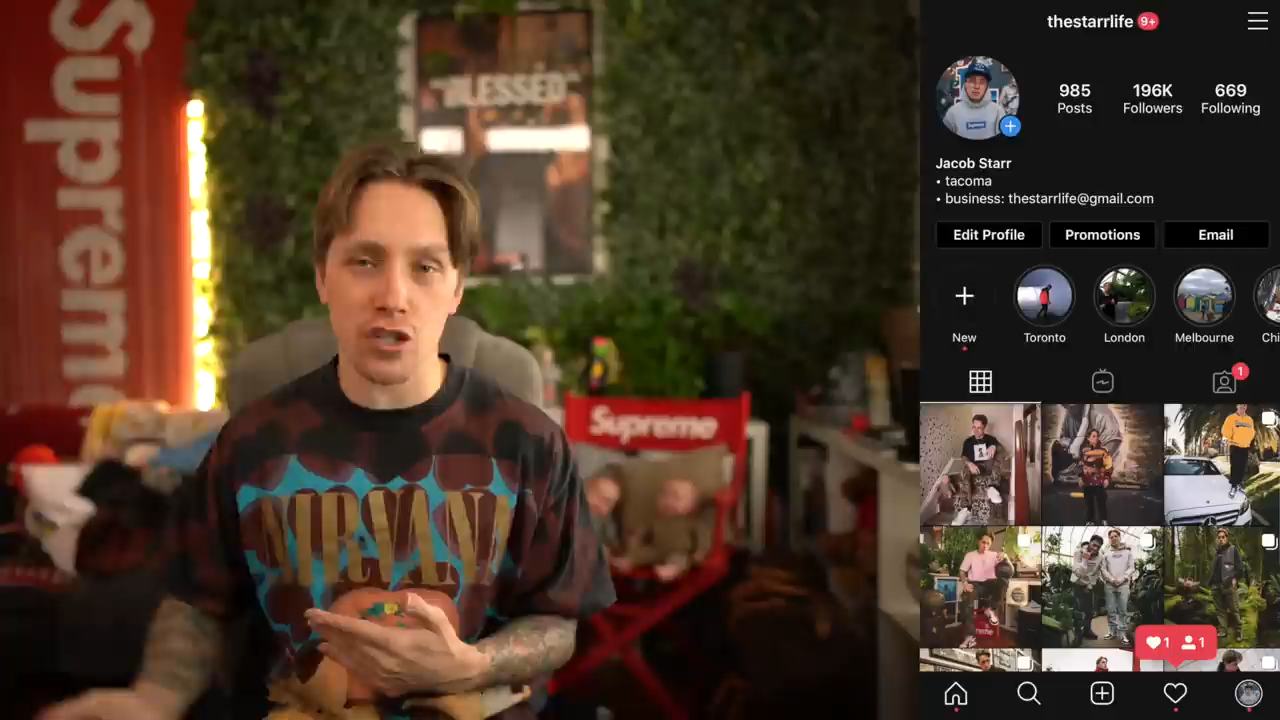 Supreme
"BLESSED"
NIRVANA
Supreme
thestarrlife 9+
985
Posts
196K
Followers
669
Following
Jacob Starr
• tacoma
• business: thestarrlife@gmail.com
Edit Profile
Promotions
Email
New
Toronto
London
Melbourne
Chi
1
1 1